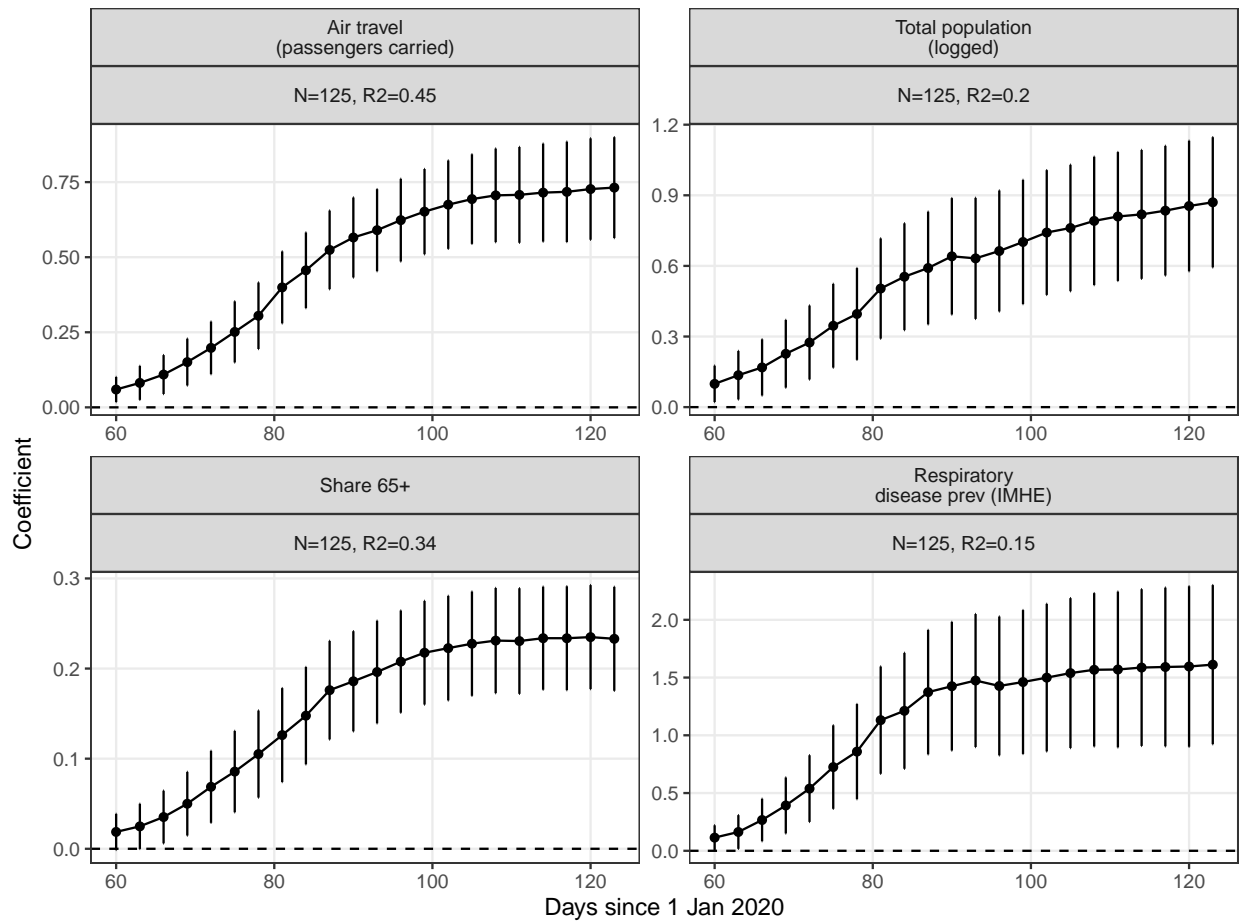 Air travel
(passengers carried)
N=125, R2=0.45
0.75
0.50
0.25
0.00
60 80 100 120
Total population
(logged)
N=125, R2=0.2
1.2
0.9
0.6
0.3
0.0
60 80 100 120
Coefficient
Share 65+
N=125, R2=0.34
0.3
0.2
0.1
0.0
60 80 100 120
Respiratory
disease prev (IMHE)
N=125, R2=0.15
2.0
1.5
1.0
0.5
0.0
60 80 100 120
Days since 1 Jan 2020